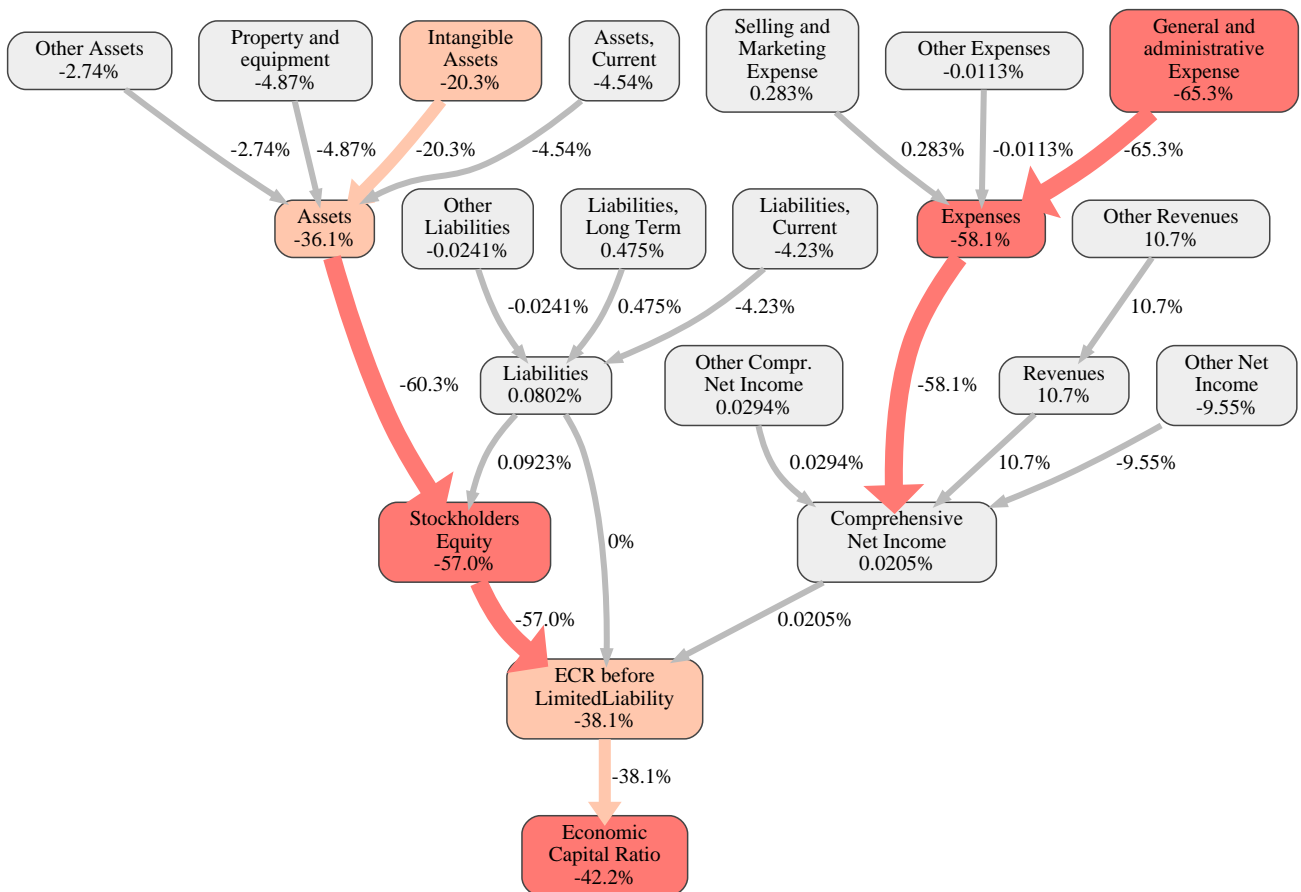 Other Assets
-2.74%
Property and
equipment
-4.87%
Intangible
Assets
-20.3%
Assets,
Current
-4.54%
Selling and
Marketing
Expense
0.283%
Other Expenses
-0.0113%
General and
administrative
Expense
-65.3%
-2.74%
-4.87%
-20.3%
-4.54%
0.283%
-0.0113%
-65.3%
Assets
-36.1%
Other
Liabilities
-0.0241%
Liabilities,
Long Term
0.475%
Liabilities,
Current
-4.23%
Expenses
-58.1%
Other Revenues
10.7%
-0.0241%
0.475%
-4.23%
10.7%
-60.3%
Liabilities
0.0802%
Other Compr.
Net Income
0.0294%
-58.1%
Revenues
10.7%
Other Net
Income
-9.55%
0.0923%
0.0294%
10.7%
-9.55%
Stockholders
Equity
-57.0%
0%
Comprehensive
Net Income
0.0205%
-57.0%
0.0205%
ECR before
LimitedLiability
-38.1%
-38.1%
Economic
Capital Ratio
-42.2%